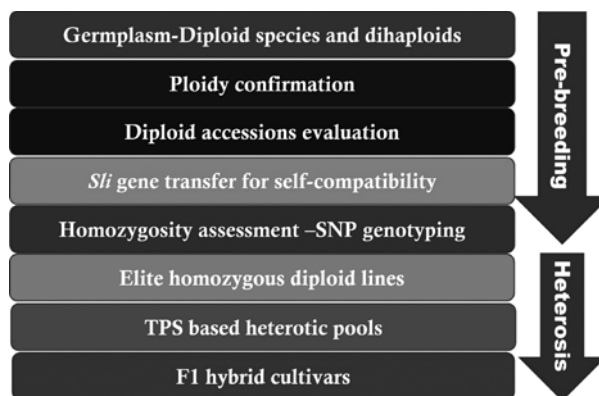 Germplasm-Diploid species and dihaploids
Ploidy confirmation
Diploid accessions evaluation
Sli gene transfer for self-compatibility
Homozygosity assessment –SNP genotyping
Elite homozygous diploid lines
TPS based heterotic pools
F1 hybrid cultivars
Pre-breeding
Heterosis